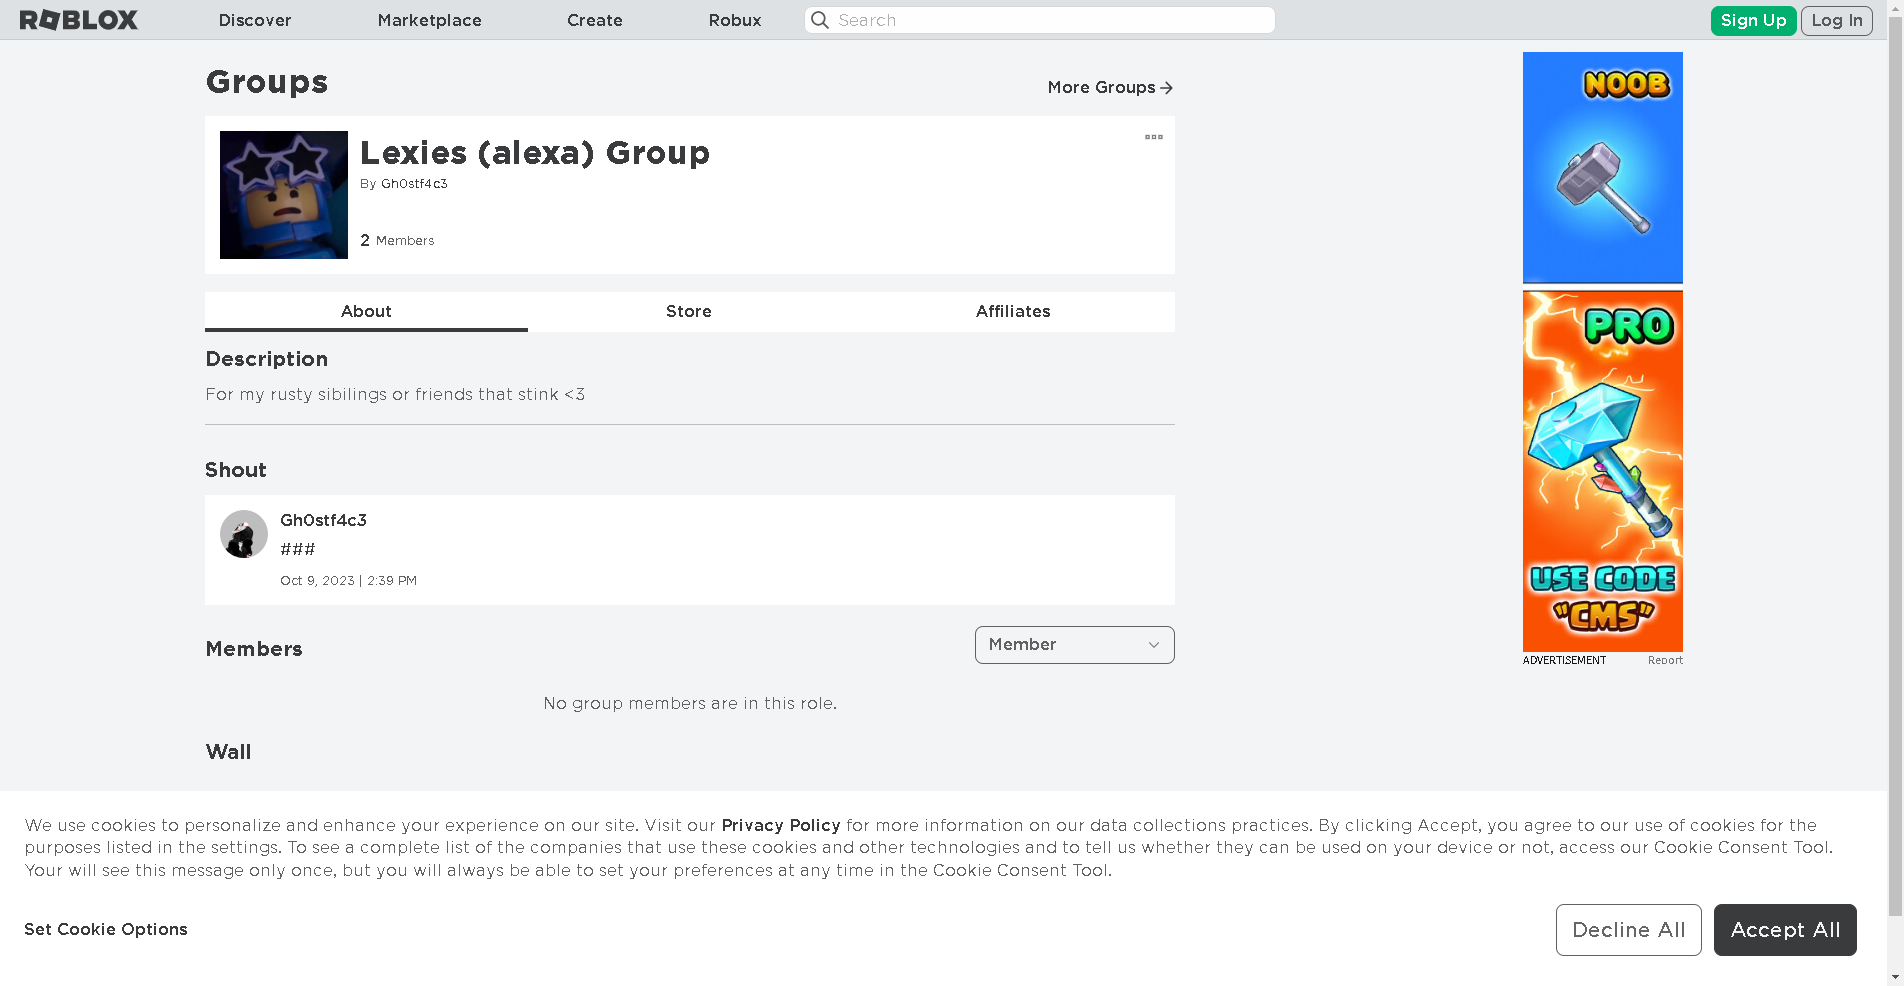 ROBLOX
Discover
Marketplace
Create
Robux
Search
Sign Up
Log In
Groups
More Groups
Lexies (alexa) Group
By Gh0stf4c3
2 Members
About
Store
Affiliates
Description
For my rusty sibilings or friends that stink <3
Shout
Gh0stf4c3
###
Oct 9, 2023 | 2:39 PM
Members
Member
No group members are in this role.
Wall
NOOB
PRO
USE CODE
"CMS"
ADVERTISEMENT
Report
We use cookies to personalize and enhance your experience on our site. Visit our Privacy Policy for more information on our data collections practices. By clicking Accept, you agree to our use of cookies for the
purposes listed in the settings. To see a complete list of the companies that use these cookies and other technologies and to tell us whether they can be used on your device or not, access our Cookie Consent Tool.
Your will see this message only once, but you will always be able to set your preferences at any time in the Cookie Consent Tool.
Set Cookie Options
Decline All
Accept All